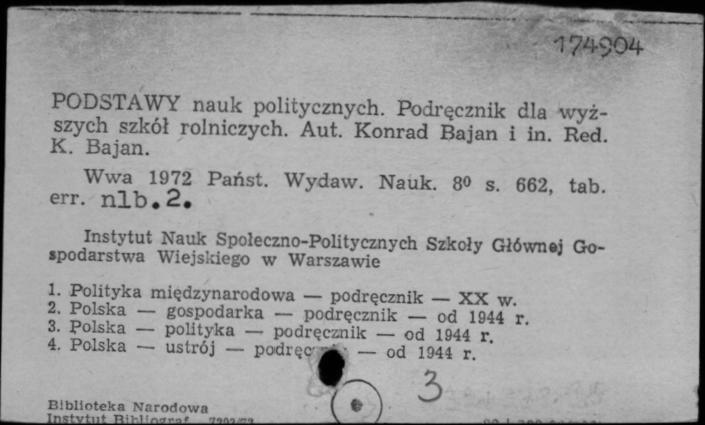 174904
PODSTAWY nauk politycznych. Podręcznik dla wyż-
szych szkół rolniczych. Aut. Konrad Bajan i in. Red.
K. Bajan.
Wwa 1972 Państ. Wydaw. Nauk. 8º s. 662, tab.
err. nlb.2.
Instytut Nauk Społeczno-Politycznych Szkoły Głównej Go-
spodarstwa Wiejskiego w Warszawie
1. Polityka międzynarodowa — podręcznik — XX w.
2. Polska — gospodarka — podręcznik — od 1944 r.
3. Polska — polityka — podręcznik — od 1944 r.
4. Polska — ustrój — — od 1944 r.
3
Biblioteka Narodowa
Instytut Bibliograf.